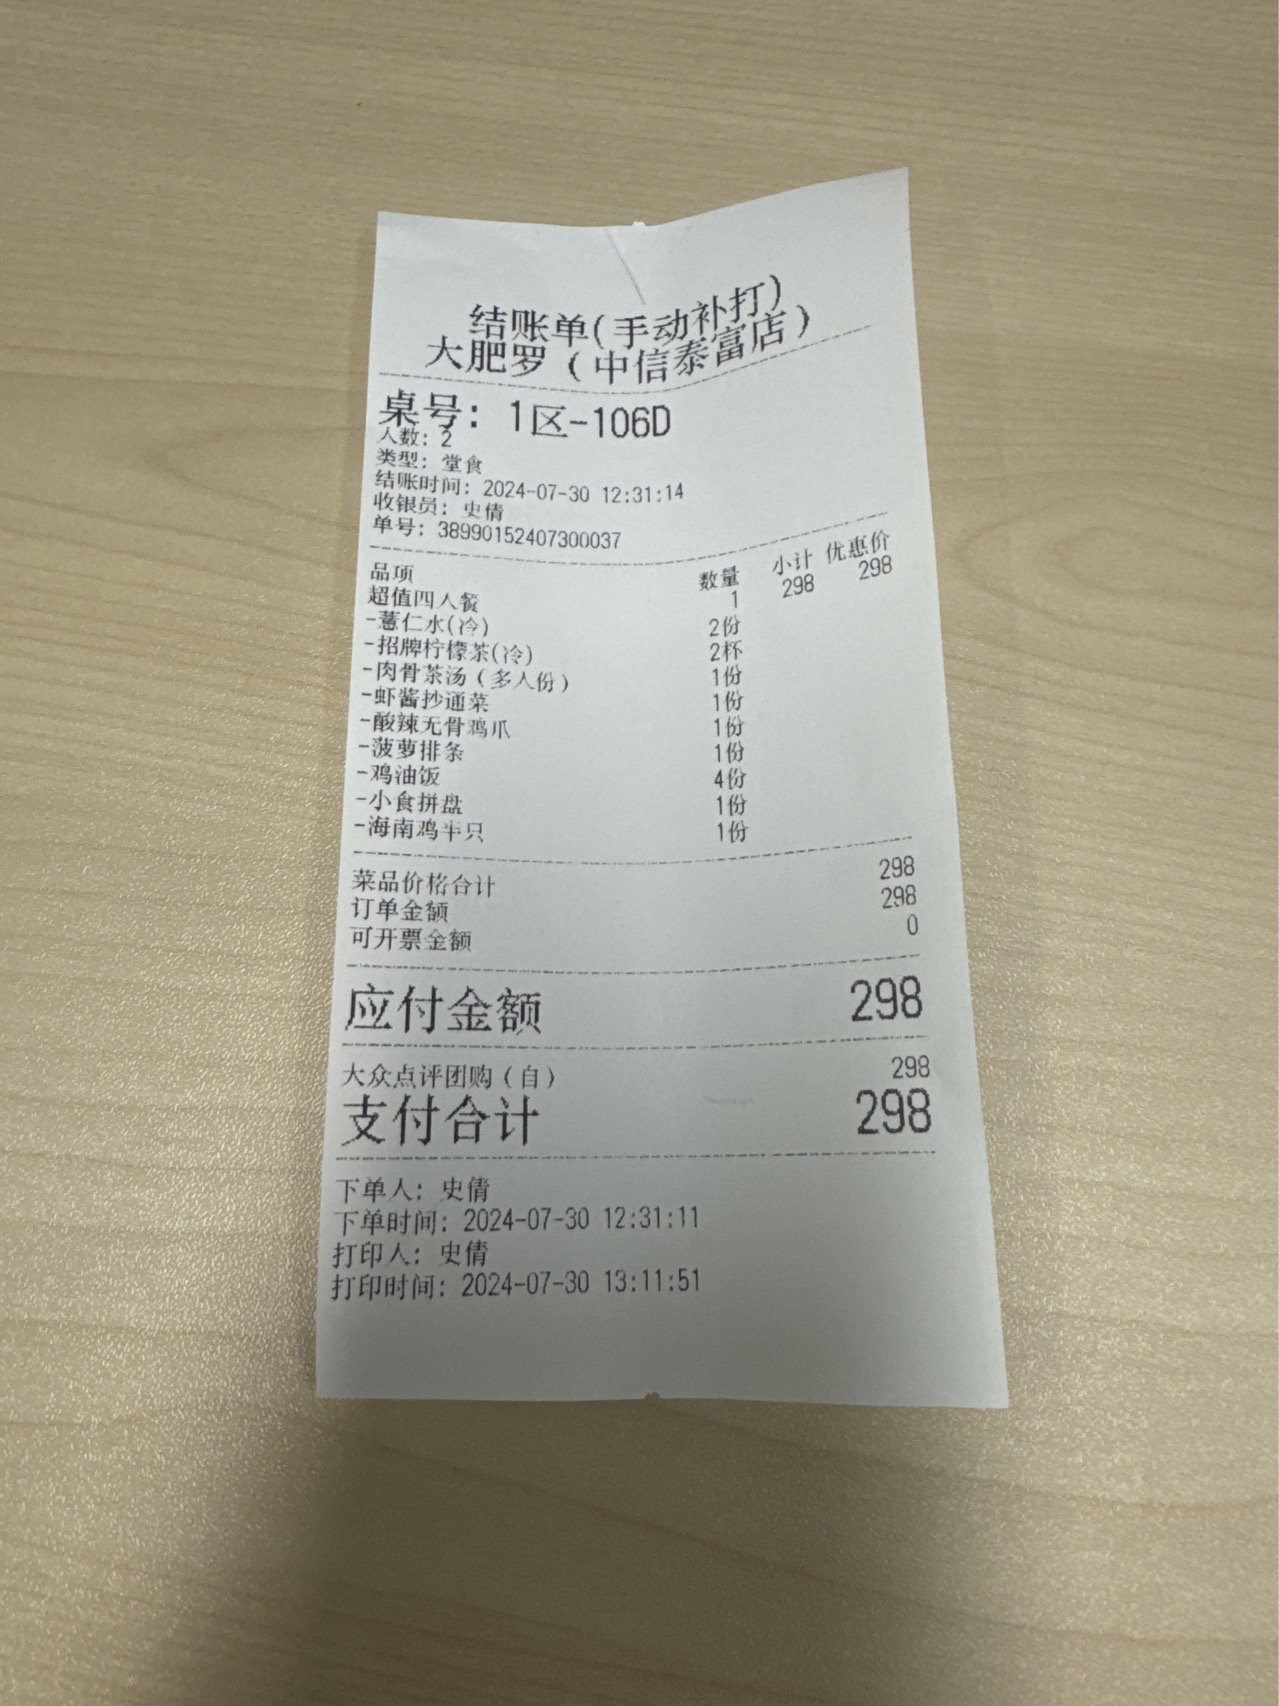 结账单(手动补打)
大肥罗（中信泰富店）
桌号: 1区-106D
人数: 2
类型: 堂食
结账时间: 2024-07-30 12:31:14
收银员: 史倩
单号: 38990152407300037
品项 数量 小计 优惠价
超值四人餐 1 298 298
-薏仁水(冷) 2份
-招牌柠檬茶(冷) 2杯
-肉骨茶汤（多人份） 1份
-虾酱抄通菜 1份
-酸辣无骨鸡爪 1份
-菠萝排条 1份
-鸡油饭 4份
-小食拼盘 1份
-海南鸡半只 1份
菜品价格合计 298
订单金额 298
可开票金额 0
应付金额 298
大众点评团购（自） 298
支付合计 298
下单人: 史倩
下单时间: 2024-07-30 12:31:11
打印人: 史倩
打印时间: 2024-07-30 13:11:51